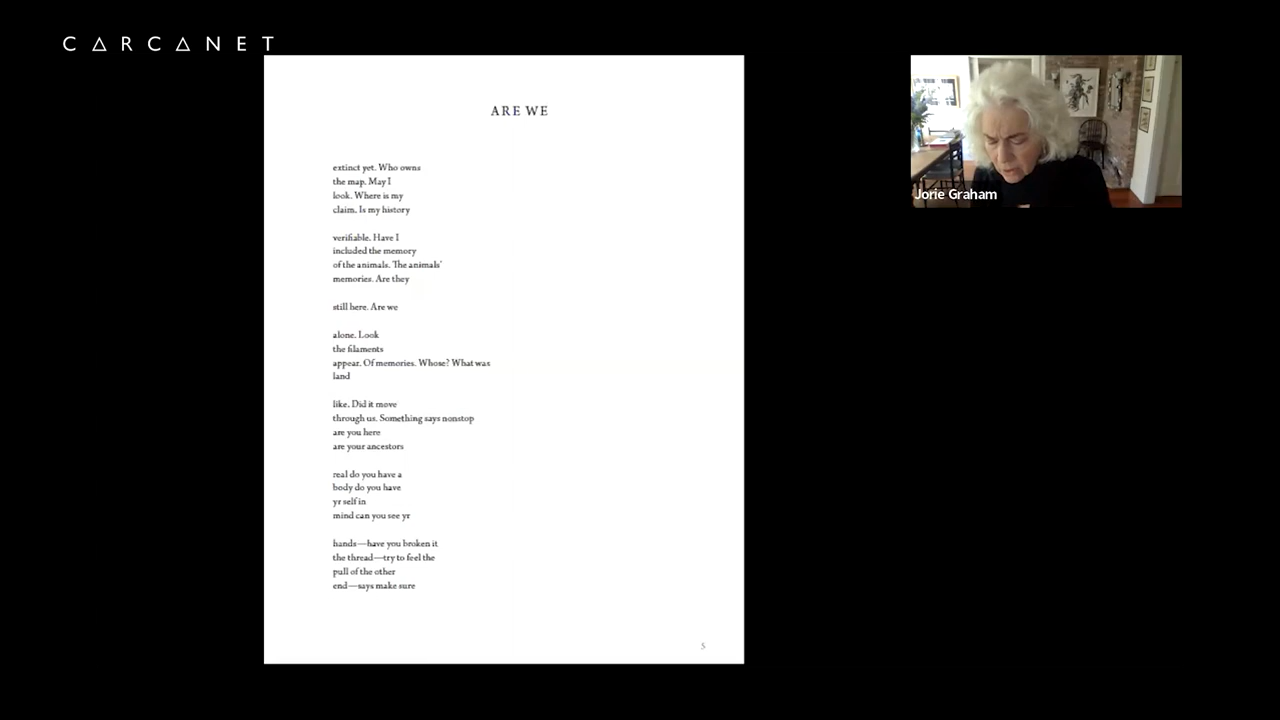 CARCANET
ARE WE
extinct yet. Who owns
the map. May I
look. Where is my
claim. Is my history
verifiable. Have I
included the memory
of the animals. The animals'
memories. Are they
still here. Are we
alone. Look
the filaments
appear. Of memories. Whose? What was
land
like. Did it move
through us. Something says nonstop
are you here
are your ancestors
real do you have a
body do you have
yr self in
mind can you see yr
hands—have you broken it
the thread—try to feel the
pull of the other
end—says make sure
5
Jorie Graham